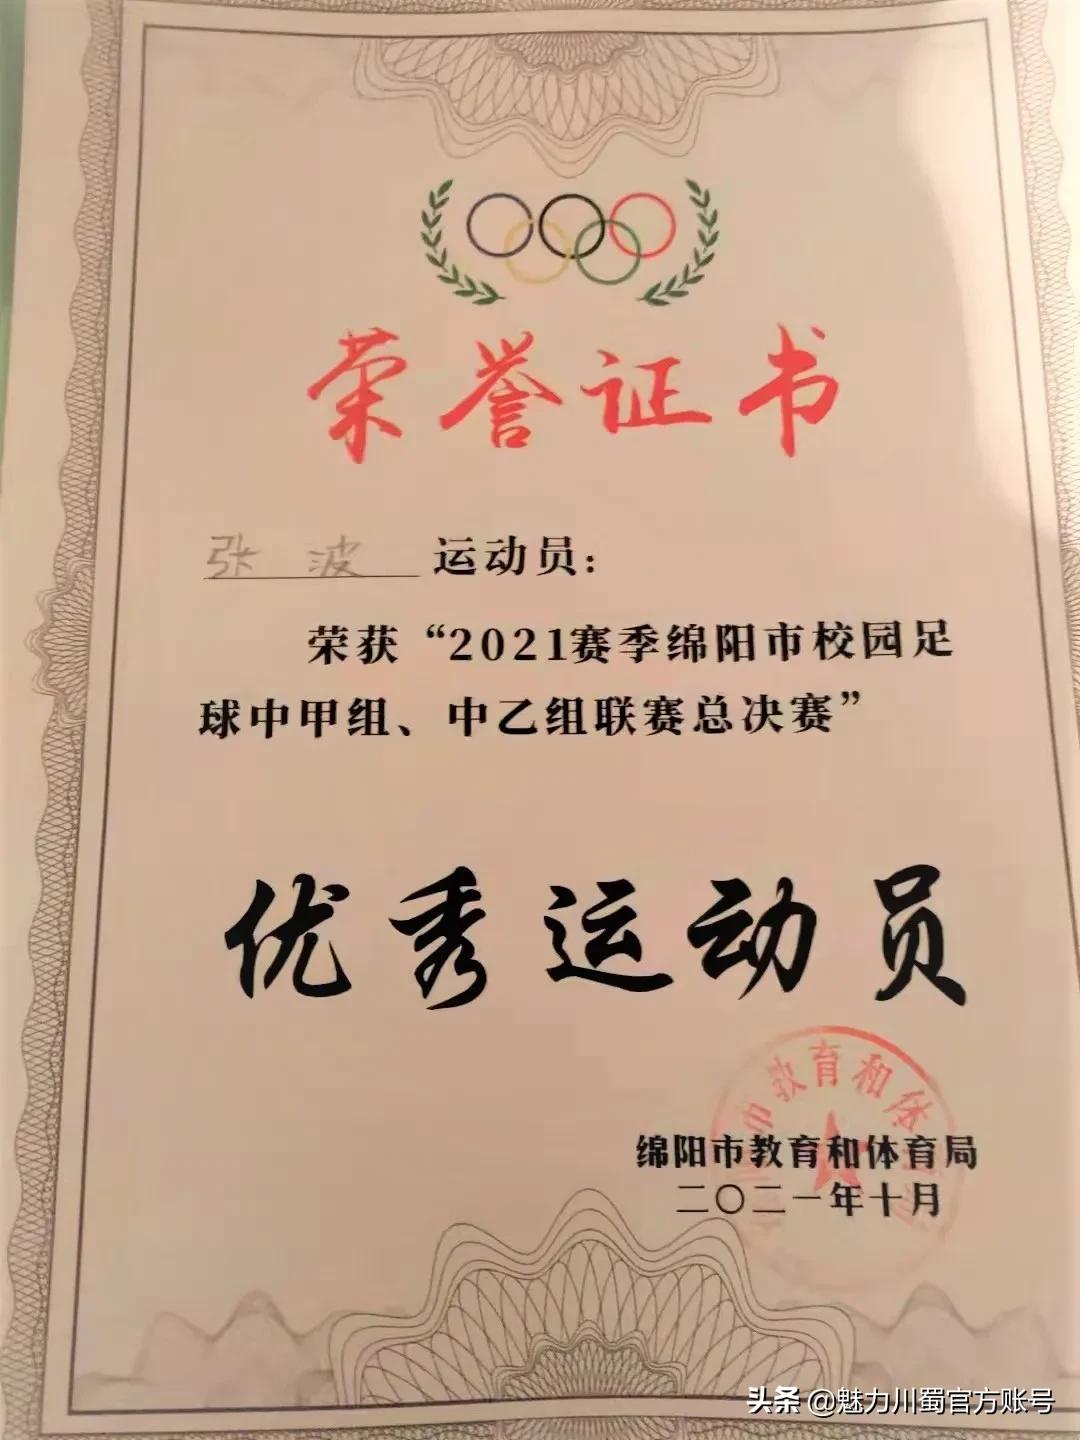 荣誉证书
张 波 运动员：
荣获“2021赛季绵阳市校园足
球中甲组、中乙组联赛总决赛”
优秀运动员
市教育和体
绵阳市教育和体育局
二〇二一年十月
头条 @魅力川蜀官方账号